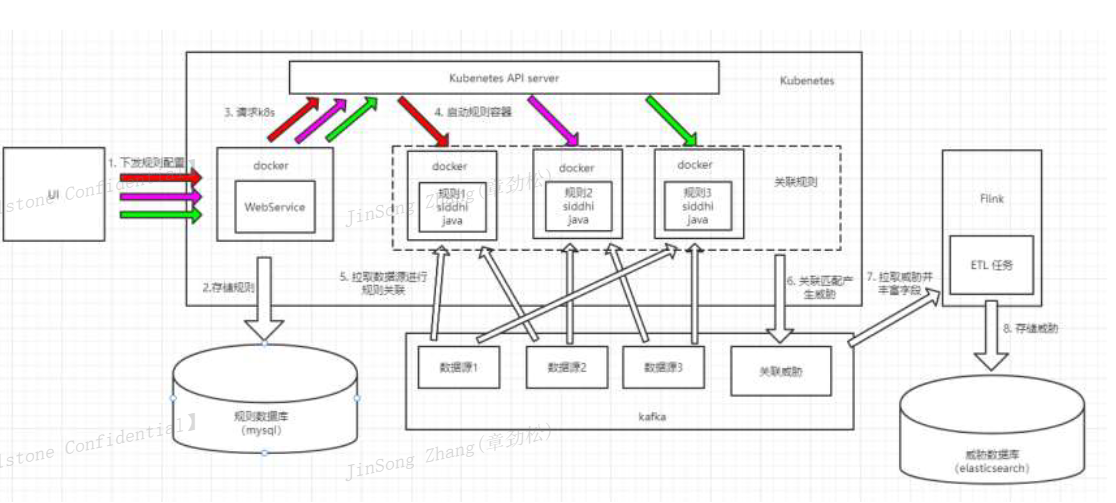 Kubernetes API server
Kubernetes
3. 请求k8s
4. 启动规则容器
1. 下发规则配置
UI
docker
WebService
docker
规则1
siddhi
java
docker
规则2
siddhi
java
docker
规则3
siddhi
java
关联规则
Flink
ETL 任务
2.存储规则
5. 拉取数据源进行
规则关联
6. 关联匹配产
生威胁
7. 拉取威胁并
丰富字段
8. 存储威胁
数据源1
数据源2
数据源3
关联威胁
kafka
规则数据库
(mysql)
威胁数据库
(elasticsearch)
lstone Confidential】
JinSong Zhang(章劲松)
lstone Confidential】
JinSong Zhang(章劲松)